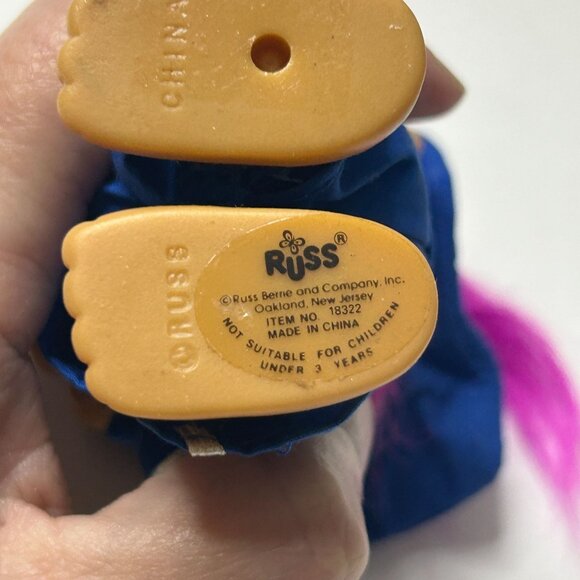 CHINA
© RUSS
RUSS®
© Russ Berrie and Company, Inc.
Oakland, New Jersey
ITEM NO. 18322
MADE IN CHINA
NOT SUITABLE FOR CHILDREN
UNDER 3 YEARS